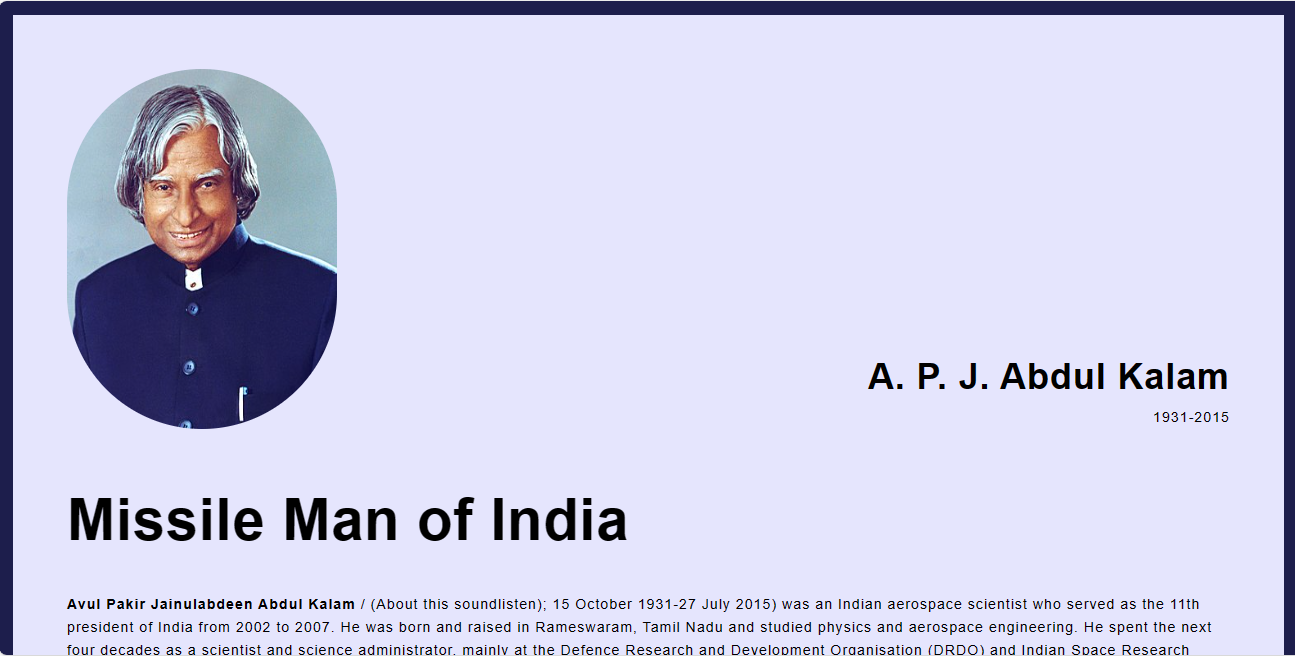 A. P. J. Abdul Kalam
1931-2015
Missile Man of India
Avul Pakir Jainulabdeen Abdul Kalam / (About this soundlisten); 15 October 1931-27 July 2015) was an Indian aerospace scientist who served as the 11th
president of India from 2002 to 2007. He was born and raised in Rameswaram, Tamil Nadu and studied physics and aerospace engineering. He spent the next
four decades as a scientist and science administrator, mainly at the Defence Research and Development Organisation (DRDO) and Indian Space Research